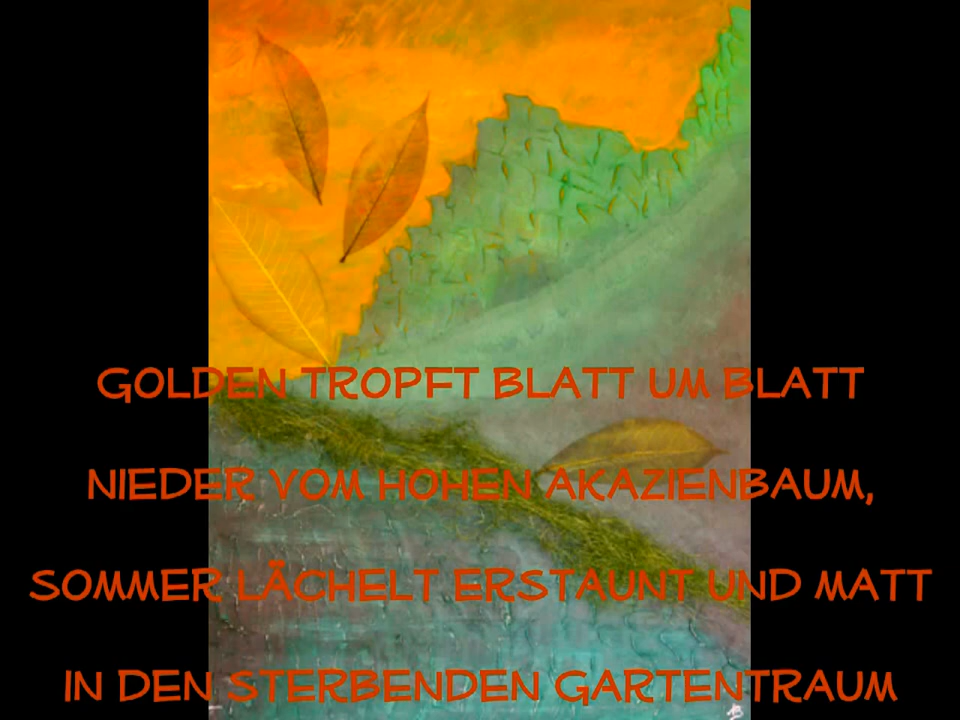 GOLDEN TROPFT BLATT UM BLATT
NIEDER VOM HOHEN AKAZIENBAUM,
SOMMER LÄCHELT ERSTAUNT UND MATT
IN DEN STERBENDEN GARTENTRAUM